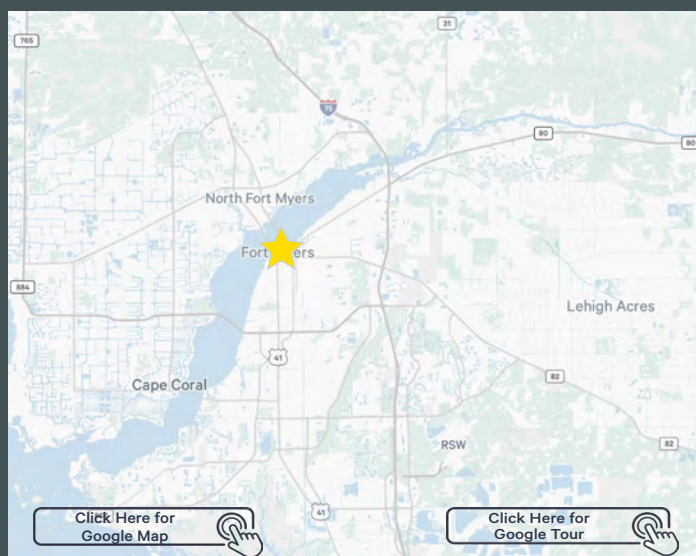 31
765
75
80
80
North Fort Myers
Fort Myers
884
Lehigh Acres
41
82
Cape Coral
82
RSW
41
Click Here for
Google Map
Click Here for
Google Tour